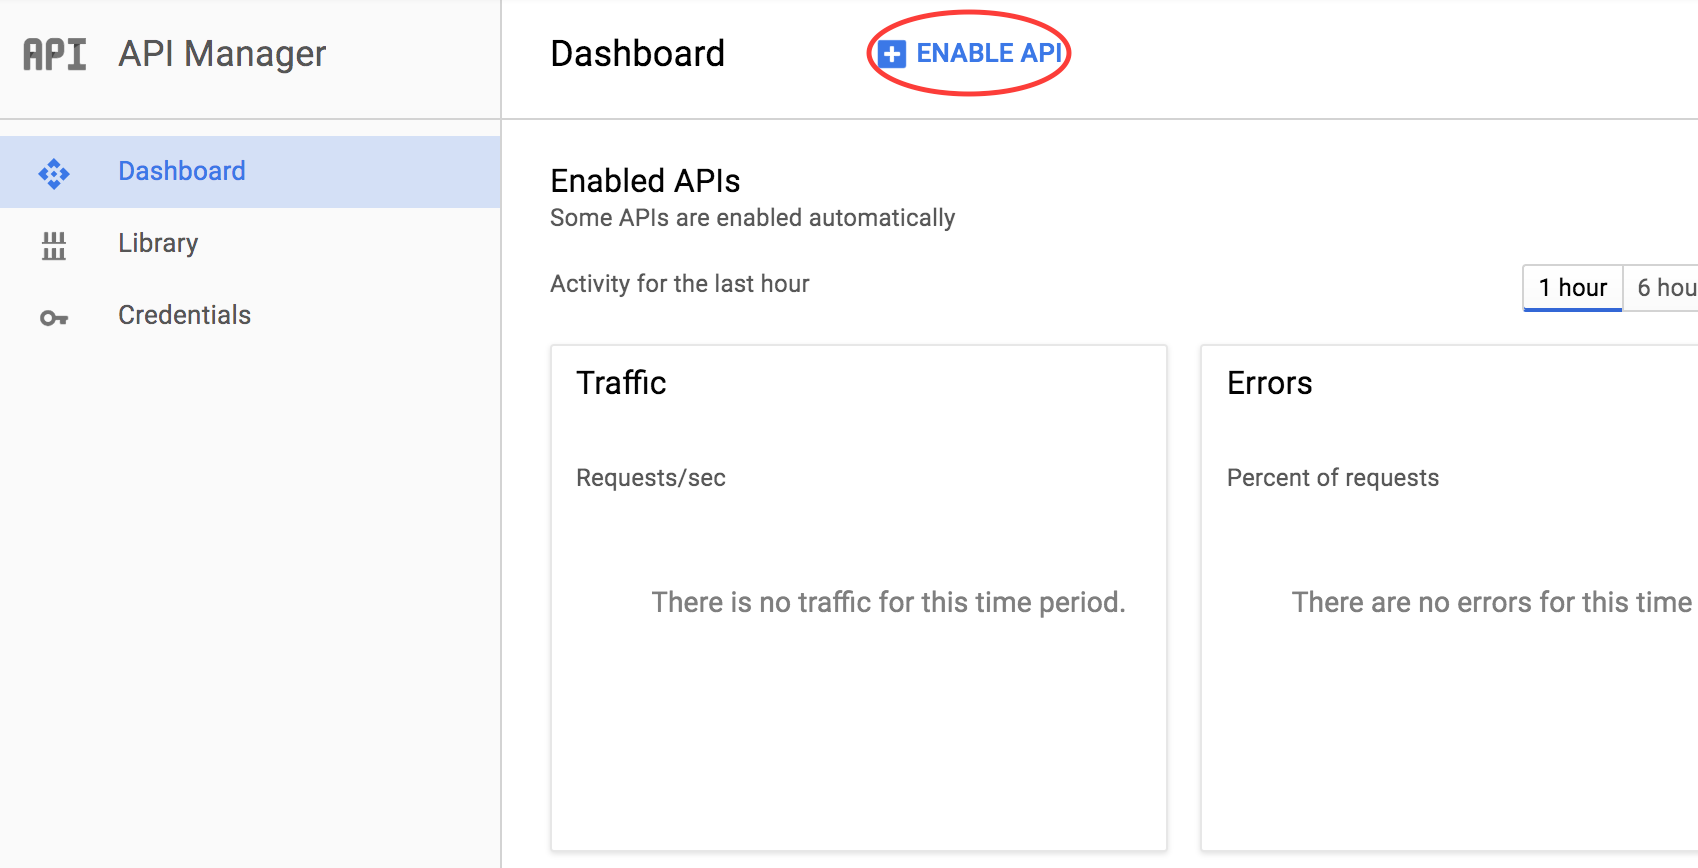 API API Manager
Dashboard
ENABLE API
Dashboard
Library
Credentials
Enabled APIs
Some APIs are enabled automatically
Activity for the last hour
1 hour
6 hou
Traffic
Requests/sec
There is no traffic for this time period.
Errors
Percent of requests
There are no errors for this time